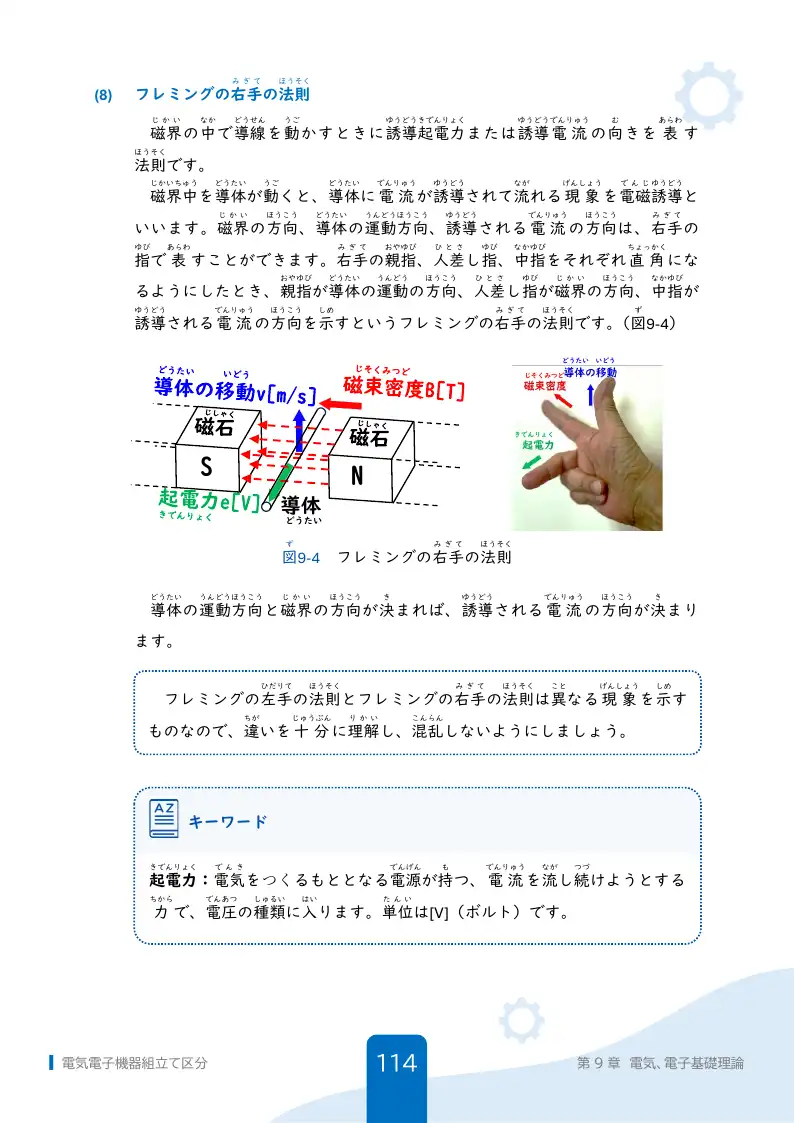 (8) フレミングの右手の法則
磁界の中で導線を動かすときに誘導起電力または誘導電流の向きを表す
法則です。
磁界中を導体が動くと、導体に電流が誘導されて流れる現象を電磁誘導と
いいます。磁界の方向、導体の運動方向、誘導される電流の方向は、右手の
指で表すことができます。右手の親指、人差し指、中指をそれぞれ直角にな
るようにしたとき、親指が導体の運動の方向、人差し指が磁界の方向、中指が
誘導される電流の方向を示すというフレミングの右手の法則です。（図9-4）
導体の移動v[m/s]
磁束密度B[T]
磁石
S
磁石
N
起電力e[V]
導体
導体の移動
磁束密度
起電力
図9-4 フレミングの右手の法則
導体の運動方向と磁界の方向が決まれば、誘導される電流の方向が決まり
ます。
フレミングの左手の法則とフレミングの右手の法則は異なる現象を示す
ものなので、違いを十分に理解し、混乱しないようにしましょう。
AZ
キーワード
起電力：電気をつくるもととなる電源が持つ、電流を流し続けようとする
力で、電圧の種類に入ります。単位は[V]（ボルト）です。
電気電子機器組立て区分
114
第9章 電気、電子基礎理論